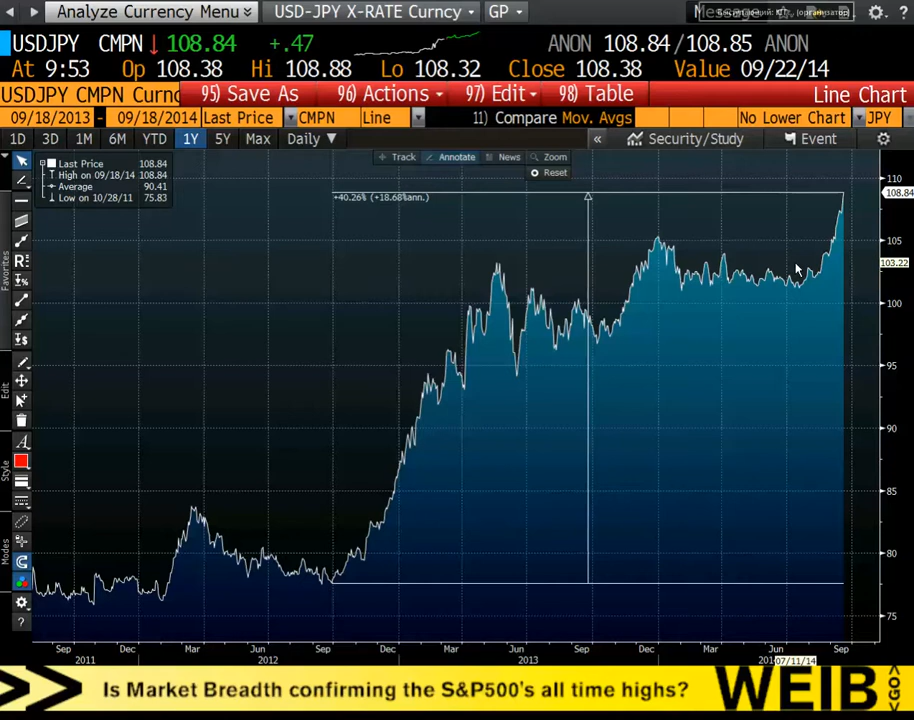 Analyze Currency Menu USD-JPY X-RATE Curncy GP Message
USDJPY CMPN 108.84 +.47 ANON 108.84/108.85 ANON
At 9:53 Op 108.38 Hi 108.88 Lo 108.32 Close 108.38 Value 09/22/14
USDJPY CMPN Curnc 95) Save As 96) Actions 97) Edit 98) Table Line Chart
09/18/2013 - 09/18/2014 Last Price CMPN Line 11) Compare Mov. Avgs No Lower Chart JPY
1D 3D 1M 6M YTD 1Y 5Y Max Daily ▼ « Security/Study Event
Track Annotate News Zoom
Reset
Last Price 108.84
High on 09/18/14 108.84
Average 90.41
Low on 10/28/11 75.83
+40.26% (+18.68%ann.)
110
108.84
105
103.22
100
95
90
85
80
75
Favorites
Edit
Style
Modes
Sep Dec Mar Jun Sep Dec Mar Jun Sep Dec Mar Jun Sep
2011 2012 2013 07/11/14
Is Market Breadth confirming the S&P500's all time highs? WEIB <GO>